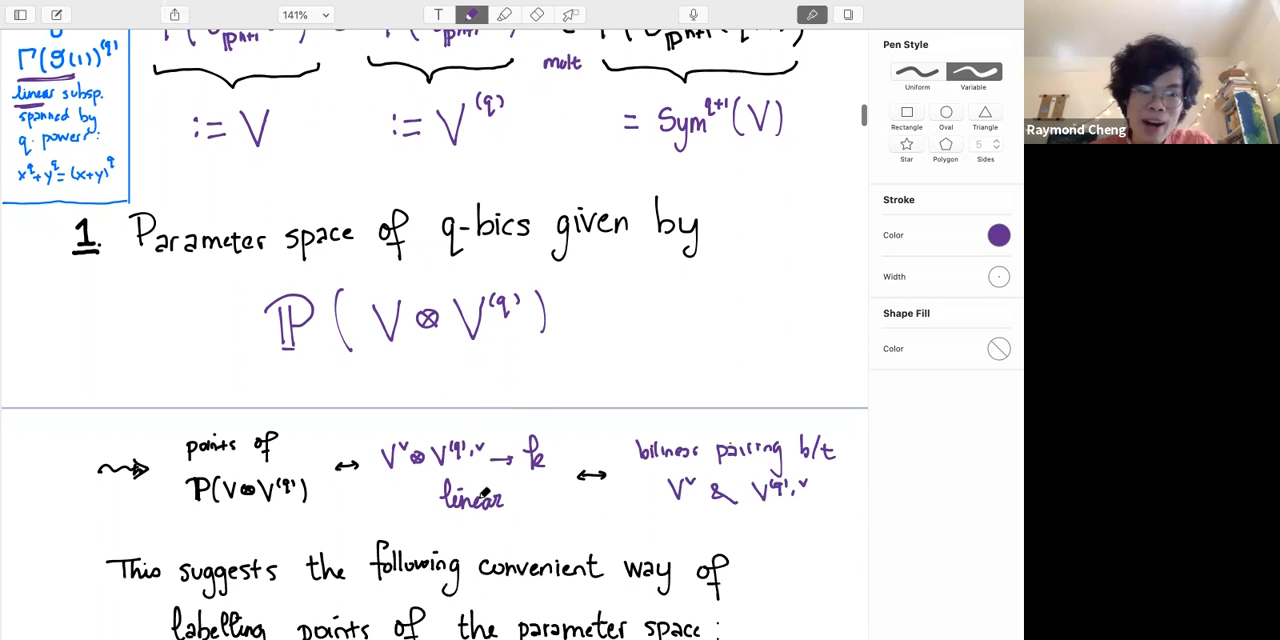 141%
T
Γ(O(1))^(q)
linear subsp.
spanned by
q. powers:
x^q + y^q = (x+y)^q
:= V
:= V^(q)
mult
= Sym^{q+1}(V)
1. Parameter space of q-bics given by
P(V ⊗ V^(q))
points of
P(V⊗V^(q))
↔
V^∨ ⊗ V^{(q),∨} → k
linear
↔
bilinear pairing b/t
V^∨ & V^{(q),∨}
This suggests the following convenient way of
labelling points of the parameter space:
Pen Style
Uniform
Variable
Rectangle
Oval
Triangle
Star
Polygon
5
Sides
Stroke
Color
Width
Shape Fill
Color
Raymond Cheng